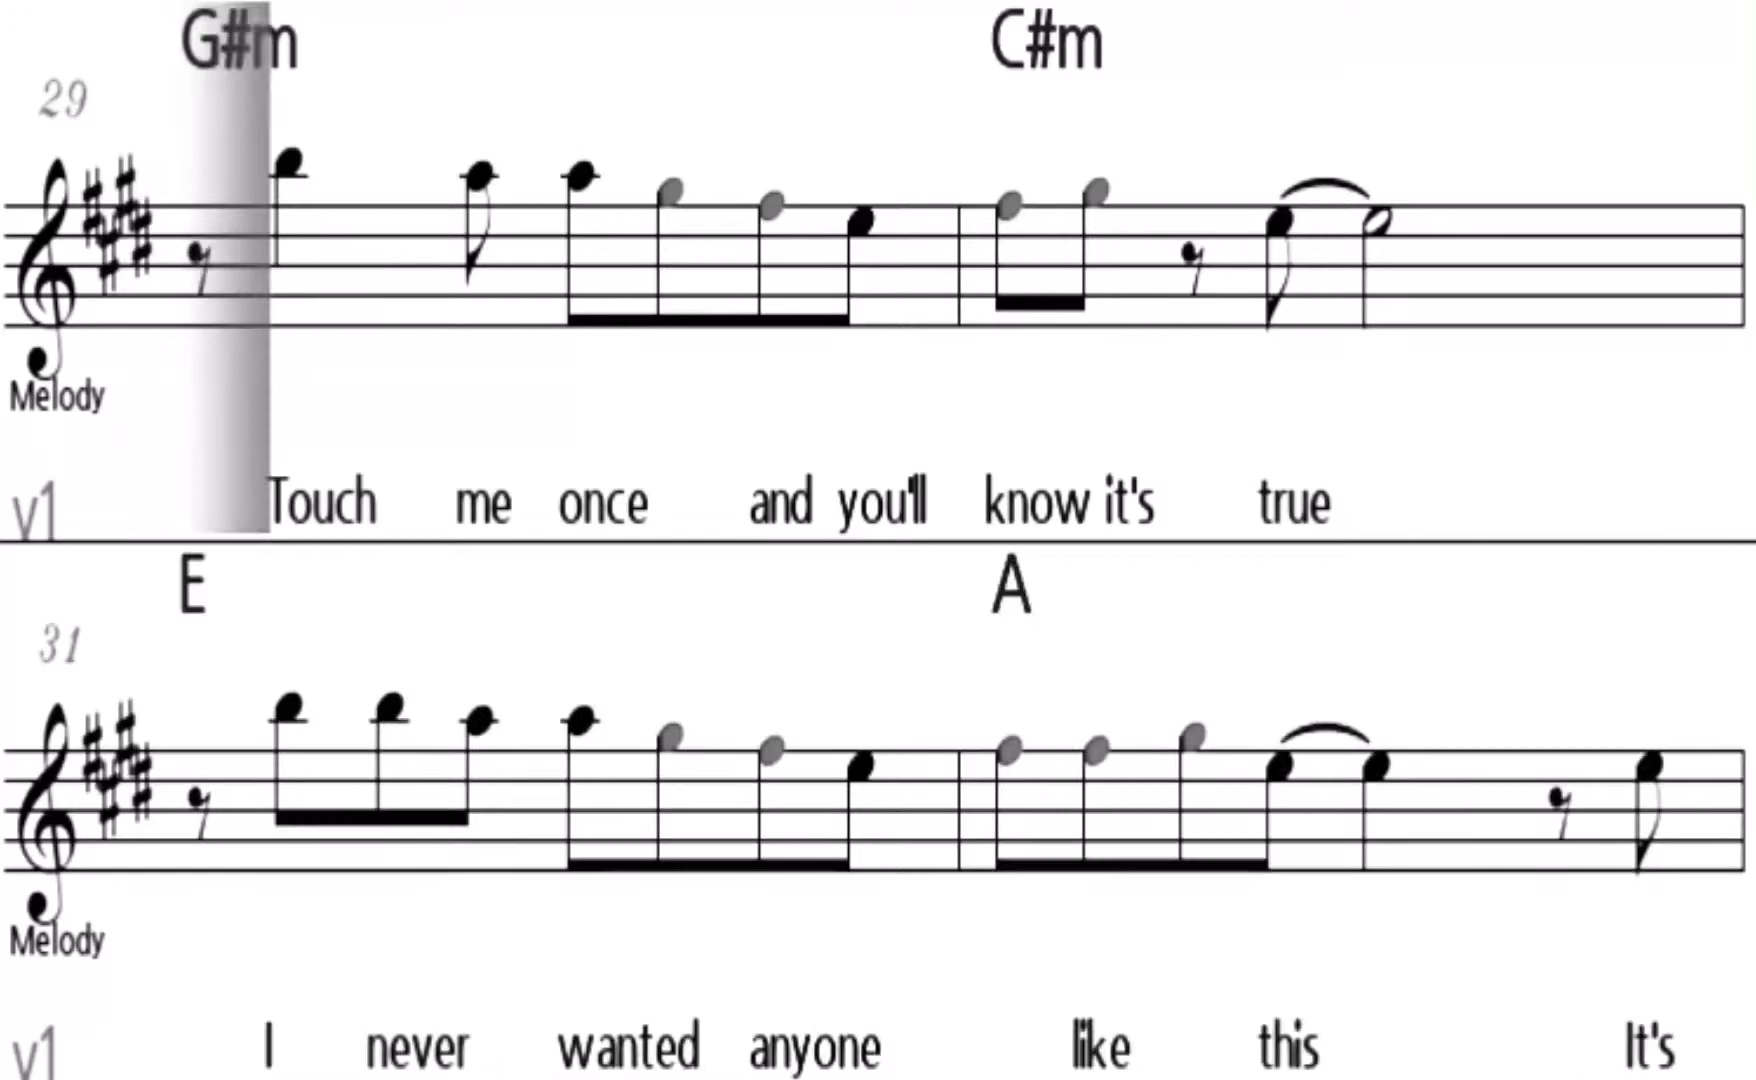 G#m C#m
29
Melody
v1 Touch me once and you'll know it's true
E A
31
Melody
v1 I never wanted anyone like this It's